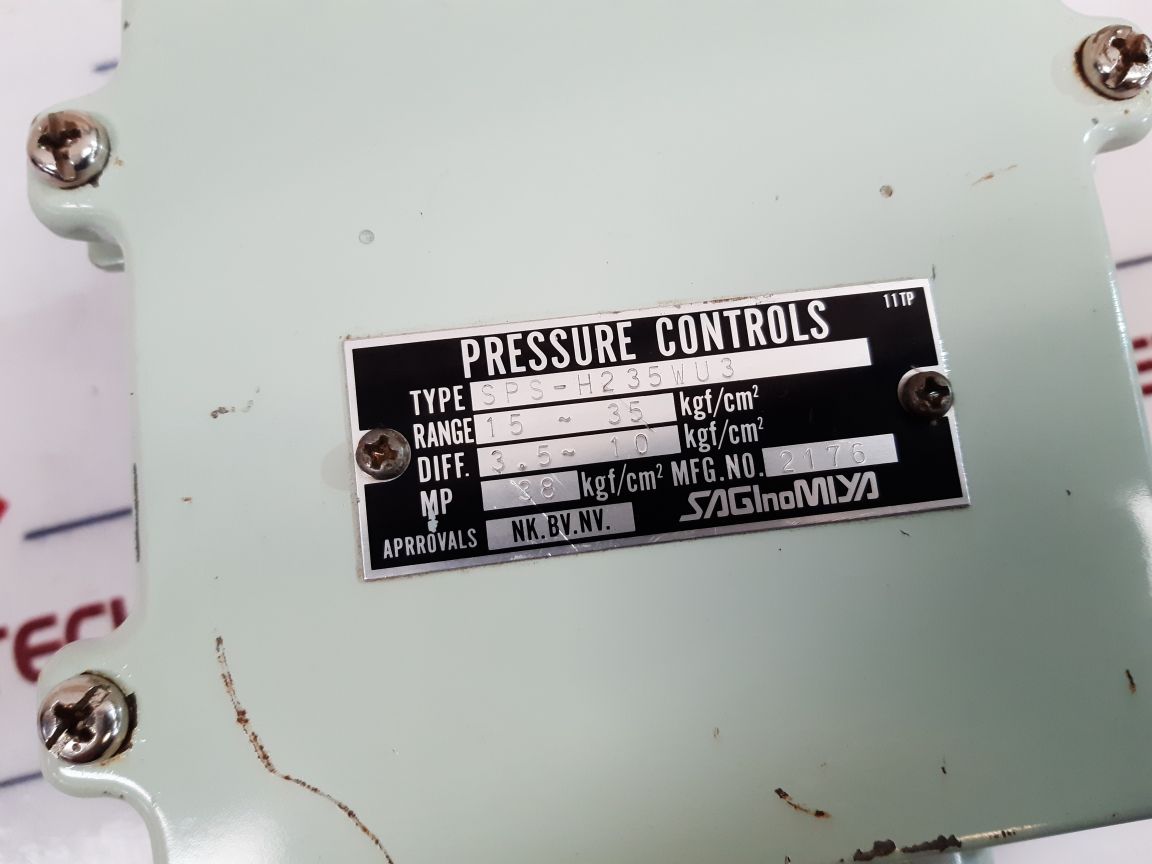 11TP
PRESSURE CONTROLS
TYPE SPS-H235WU3
RANGE 15 ~ 35 kgf/cm²
DIFF. 3.5~ 10 kgf/cm²
MP 38 kgf/cm² MFG.NO. 2176
SAGInoMIYA
APRROVALS NK.BV.NV.